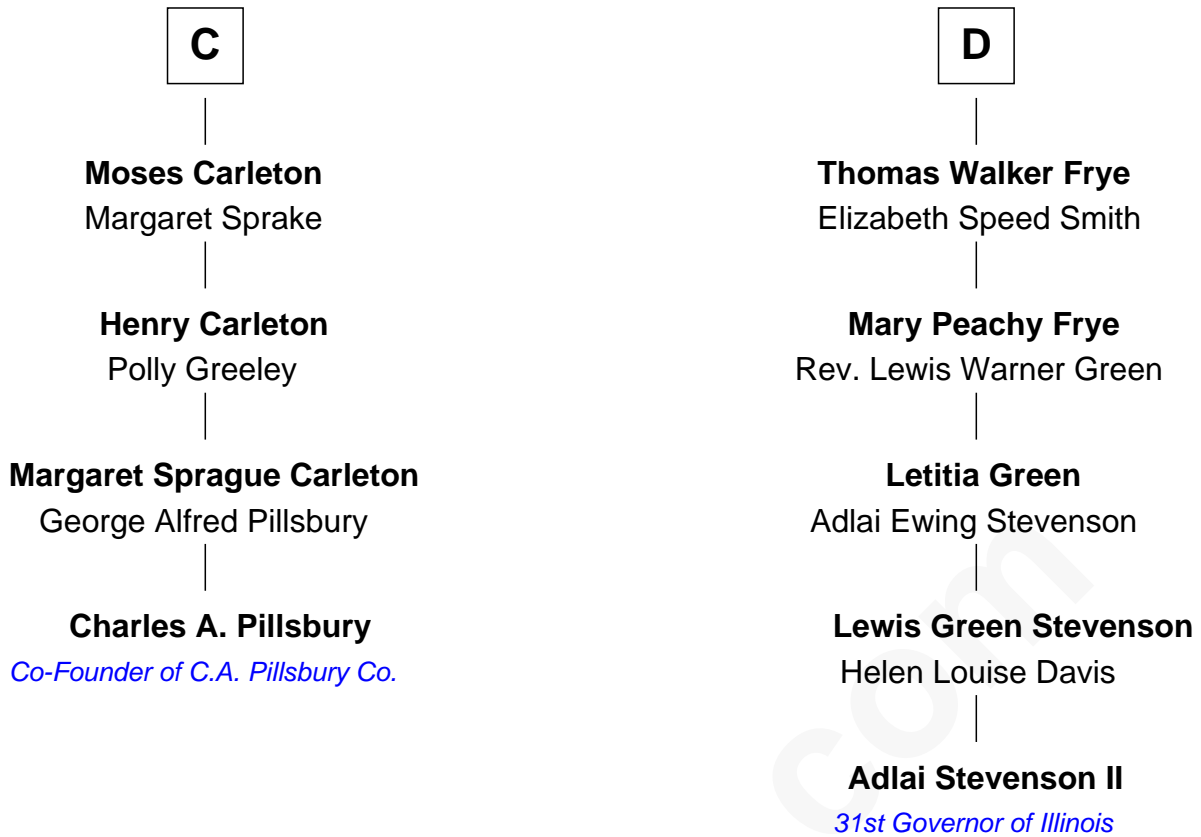 C
Moses Carleton
Margaret Sprake
Henry Carleton
Polly Greeley
Margaret Sprague Carleton
George Alfred Pillsbury
Charles A. Pillsbury
Co-Founder of C.A. Pillsbury Co.
D
Thomas Walker Frye
Elizabeth Speed Smith
Mary Peachy Frye
Rev. Lewis Warner Green
Letitia Green
Adlai Ewing Stevenson
Lewis Green Stevenson
Helen Louise Davis
Adlai Stevenson II
31st Governor of Illinois
com